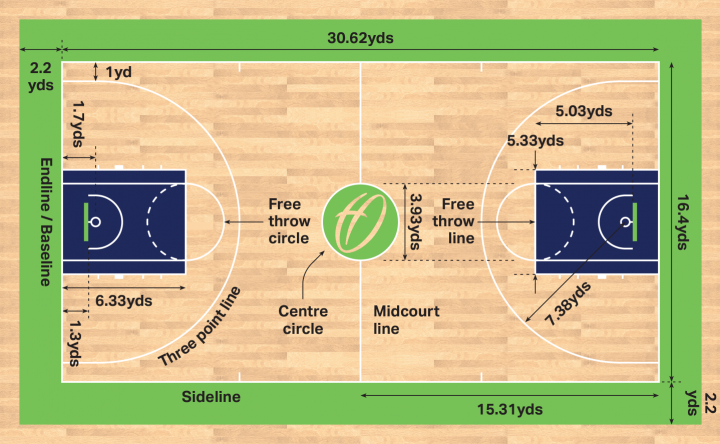 30.62yds
2.2
yds
1yd
1.7yds
5.03yds
5.33yds
Endline / Baseline
Free
throw
circle
3.93yds
Free
throw
line
16.4yds
6.33yds
1.3yds
Three point line
Centre
circle
Midcourt
line
7.38yds
Sideline
15.31yds
2.2
yds